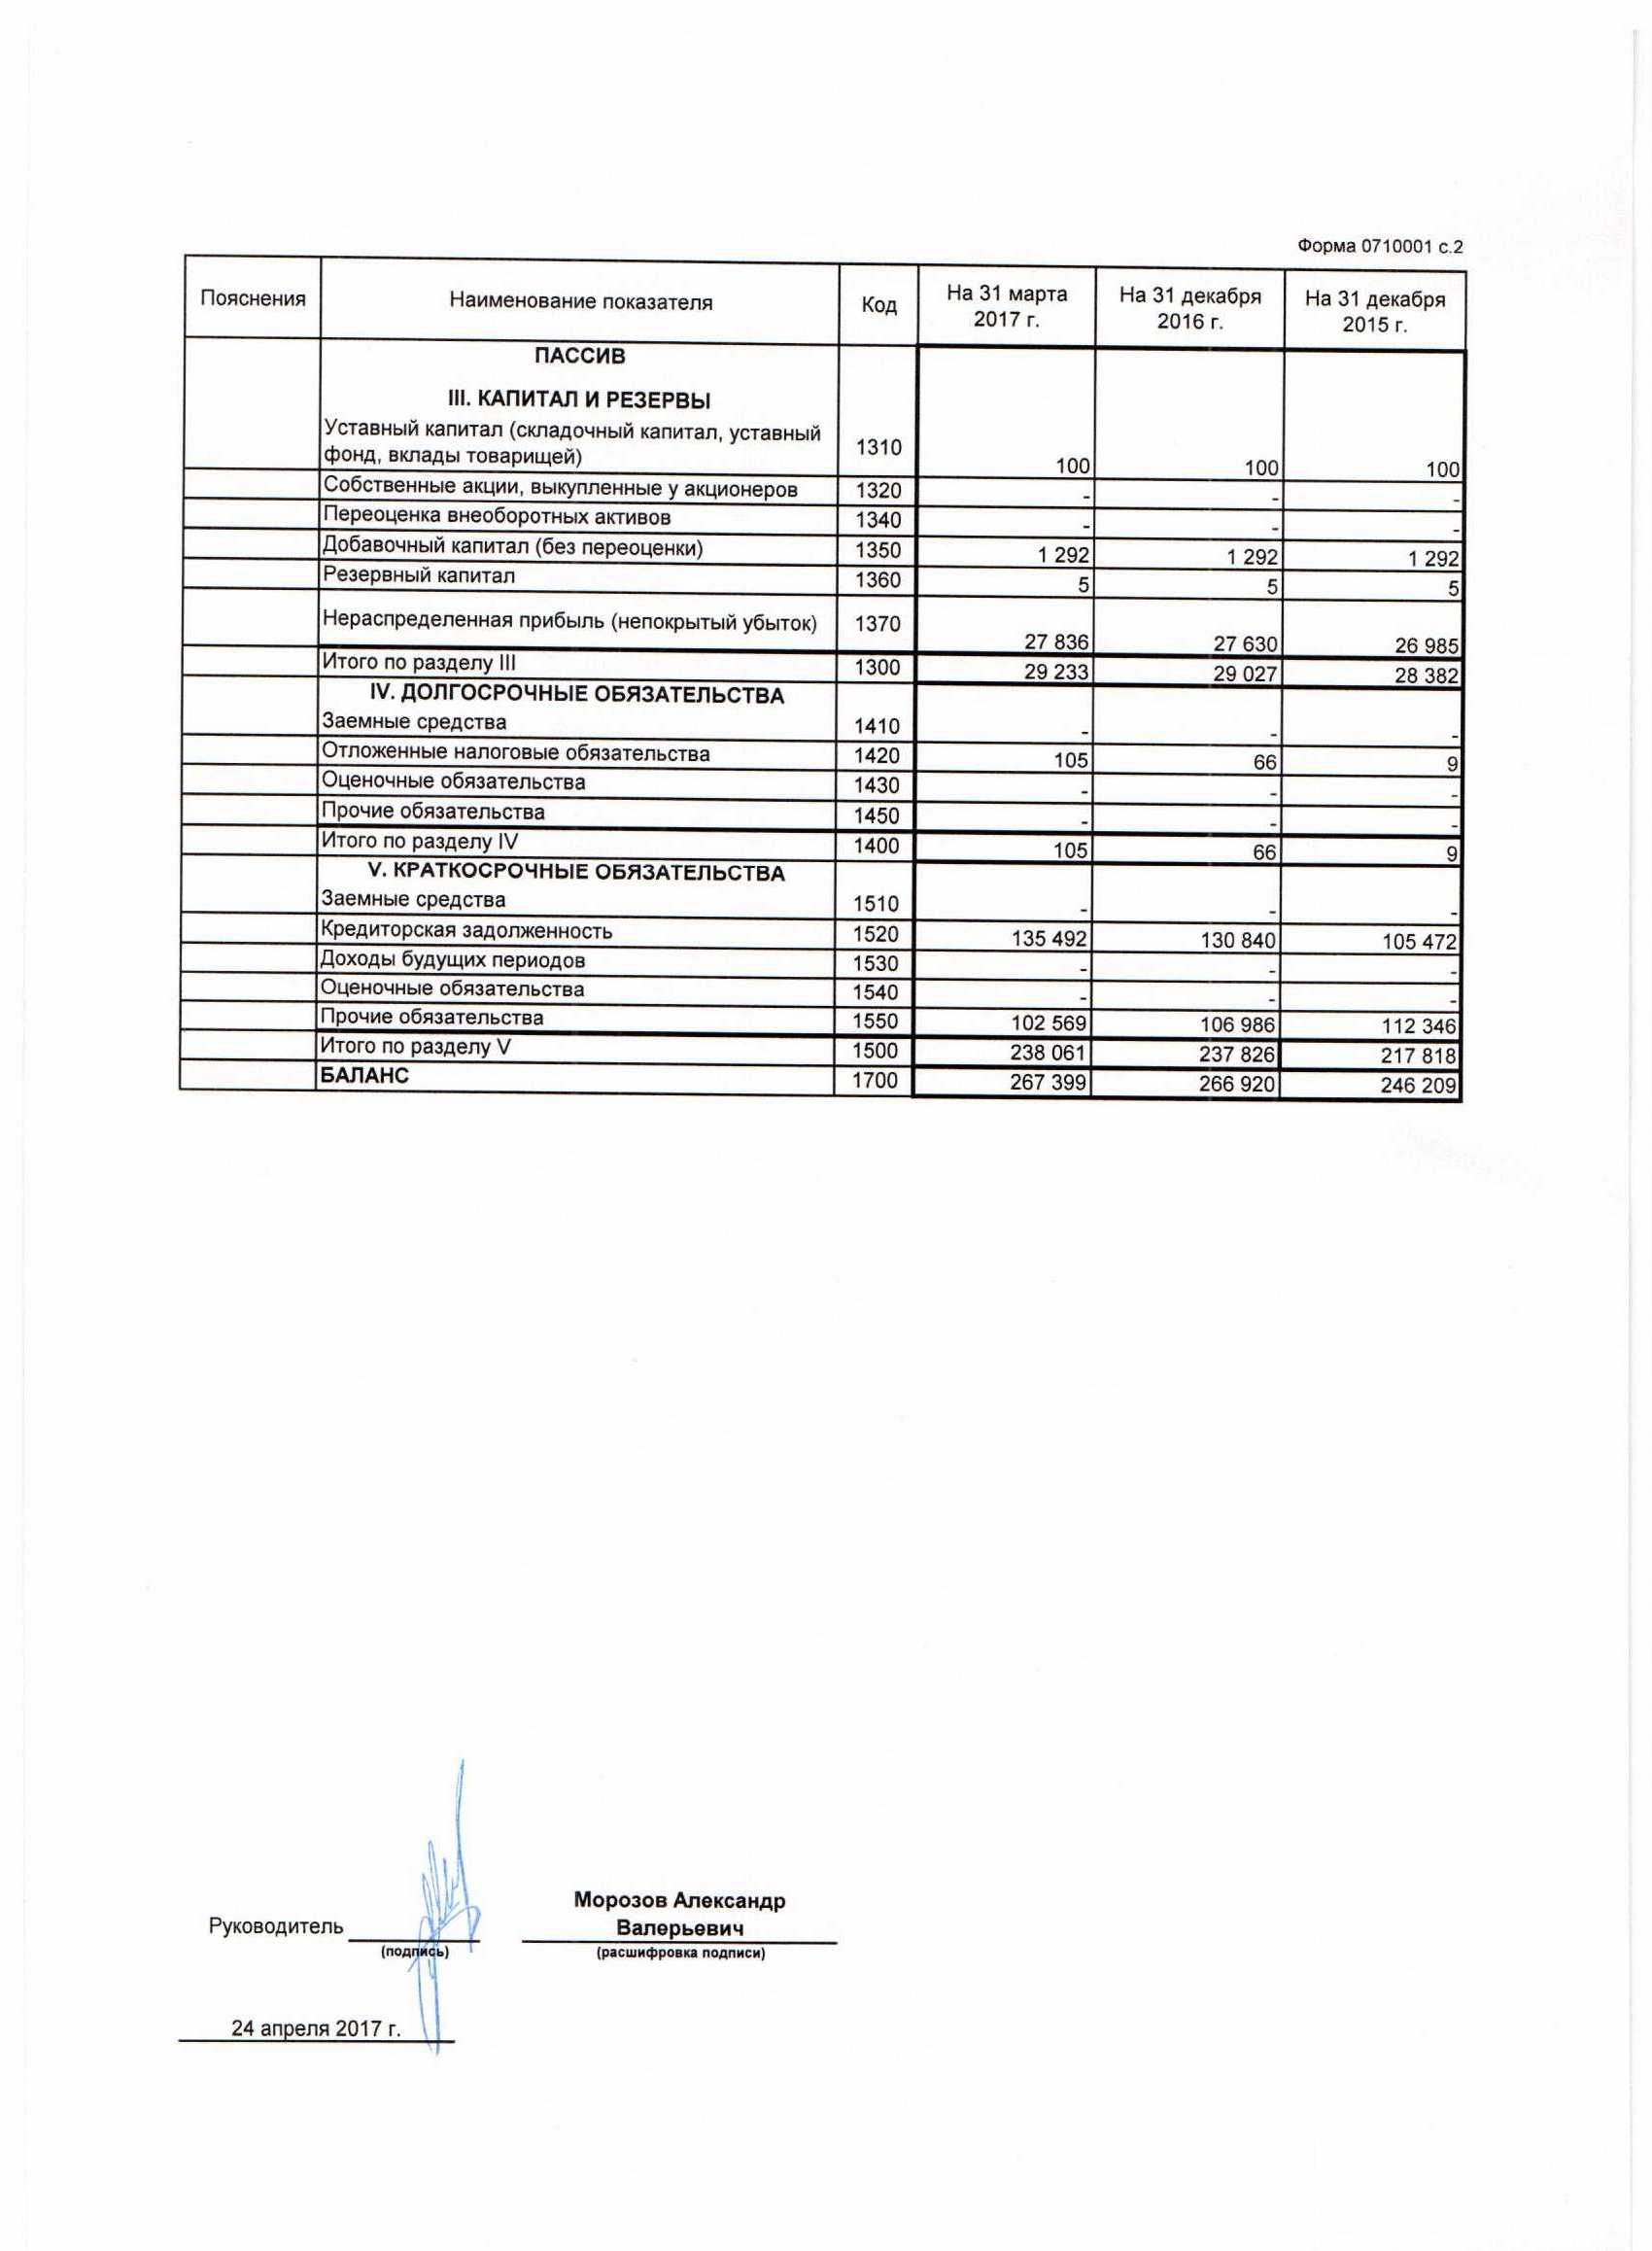 Форма 0710001 с.2
Пояснения Наименование показателя Код На 31 марта 2017 г. На 31 декабря 2016 г. На 31 декабря 2015 г.
ПАССИВ
III. КАПИТАЛ И РЕЗЕРВЫ
Уставный капитал (складочный капитал, уставный
фонд, вклады товарищей) 1310 100 100 100
Собственные акции, выкупленные у акционеров 1320 - - -
Переоценка внеоборотных активов 1340 - - -
Добавочный капитал (без переоценки) 1350 1 292 1 292 1 292
Резервный капитал 1360 5 5 5
Нераспределенная прибыль (непокрытый убыток) 1370 27 836 27 630 26 985
Итого по разделу III 1300 29 233 29 027 28 382
IV. ДОЛГОСРОЧНЫЕ ОБЯЗАТЕЛЬСТВА
Заемные средства 1410 - - -
Отложенные налоговые обязательства 1420 105 66 9
Оценочные обязательства 1430 - - -
Прочие обязательства 1450 - - -
Итого по разделу IV 1400 105 66 9
V. КРАТКОСРОЧНЫЕ ОБЯЗАТЕЛЬСТВА
Заемные средства 1510 - - -
Кредиторская задолженность 1520 135 492 130 840 105 472
Доходы будущих периодов 1530 - - -
Оценочные обязательства 1540 - - -
Прочие обязательства 1550 102 569 106 986 112 346
Итого по разделу V 1500 238 061 237 826 217 818
БАЛАНС 1700 267 399 266 920 246 209
Морозов Александр
Руководитель Валерьевич
(подпись) (расшифровка подписи)
24 апреля 2017 г.